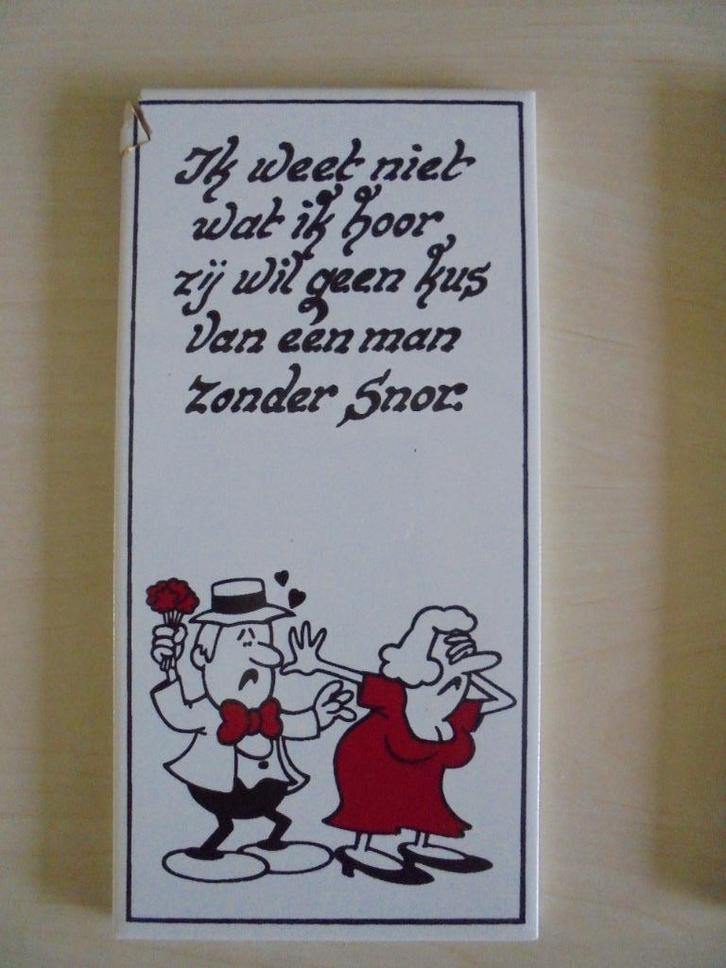 Ik weet niet
wat ik hoor
zij wil geen kus
Van een man
Zonder Snor.